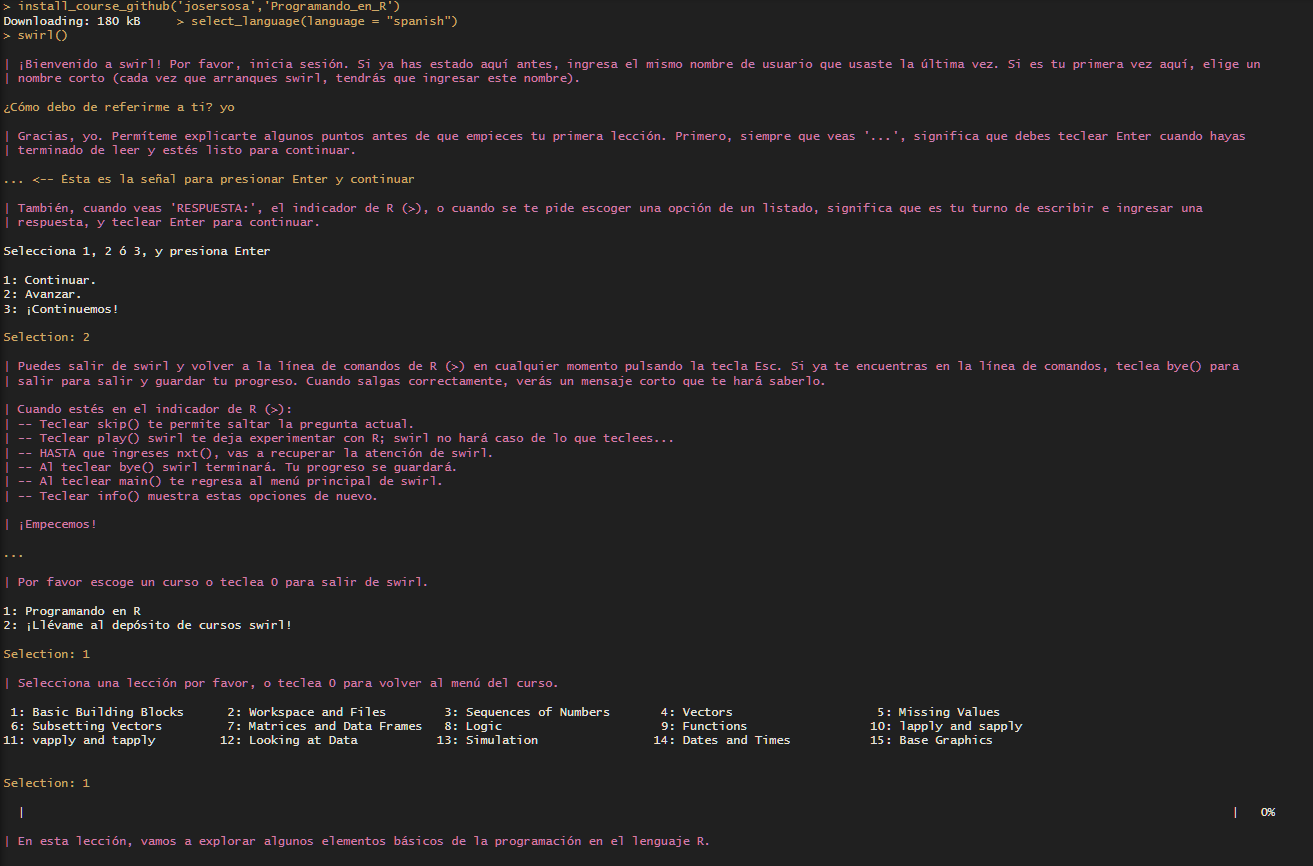 > install_course_github('josersosa','Programando_en_R')
Downloading: 180 kB     > select_language(language = "spanish")
> swirl()
| ¡Bienvenido a swirl! Por favor, inicia sesión. Si ya has estado aquí antes, ingresa el mismo nombre de usuario que usaste la última vez. Si es tu primera vez aquí, elige un
| nombre corto (cada vez que arranques swirl, tendrás que ingresar este nombre).
¿Cómo debo de referirme a ti? yo
| Gracias, yo. Permíteme explicarte algunos puntos antes de que empieces tu primera lección. Primero, siempre que veas '...', significa que debes teclear Enter cuando hayas
| terminado de leer y estés listo para continuar.
... <-- Ésta es la señal para presionar Enter y continuar
| También, cuando veas 'RESPUESTA:', el indicador de R (>), o cuando se te pide escoger una opción de un listado, significa que es tu turno de escribir e ingresar una
| respuesta, y teclear Enter para continuar.
Selecciona 1, 2 ó 3, y presiona Enter
1: Continuar.
2: Avanzar.
3: ¡Continuemos!
Selection: 2
| Puedes salir de swirl y volver a la línea de comandos de R (>) en cualquier momento pulsando la tecla Esc. Si ya te encuentras en la línea de comandos, teclea bye() para
| salir para salir y guardar tu progreso. Cuando salgas correctamente, verás un mensaje corto que te hará saberlo.
| Cuando estés en el indicador de R (>):
| -- Teclear skip() te permite saltar la pregunta actual.
| -- Teclear play() swirl te deja experimentar con R; swirl no hará caso de lo que teclees...
| -- HASTA que ingreses nxt(), vas a recuperar la atención de swirl.
| -- Al teclear bye() swirl terminará. Tu progreso se guardará.
| -- Al teclear main() te regresa al menú principal de swirl.
| -- Teclear info() muestra estas opciones de nuevo.
| ¡Empecemos!
...
| Por favor escoge un curso o teclea 0 para salir de swirl.
1: Programando en R
2: ¡Llévame al depósito de cursos swirl!
Selection: 1
| Selecciona una lección por favor, o teclea 0 para volver al menú del curso.
1: Basic Building Blocks      2: Workspace and Files        3: Sequences of Numbers       4: Vectors                    5: Missing Values
6: Subsetting Vectors         7: Matrices and Data Frames   8: Logic                      9: Functions                 10: lapply and sapply
11: vapply and tapply         12: Looking at Data           13: Simulation                14: Dates and Times           15: Base Graphics
Selection: 1
| | 0%
| En esta lección, vamos a explorar algunos elementos básicos de la programación en el lenguaje R.